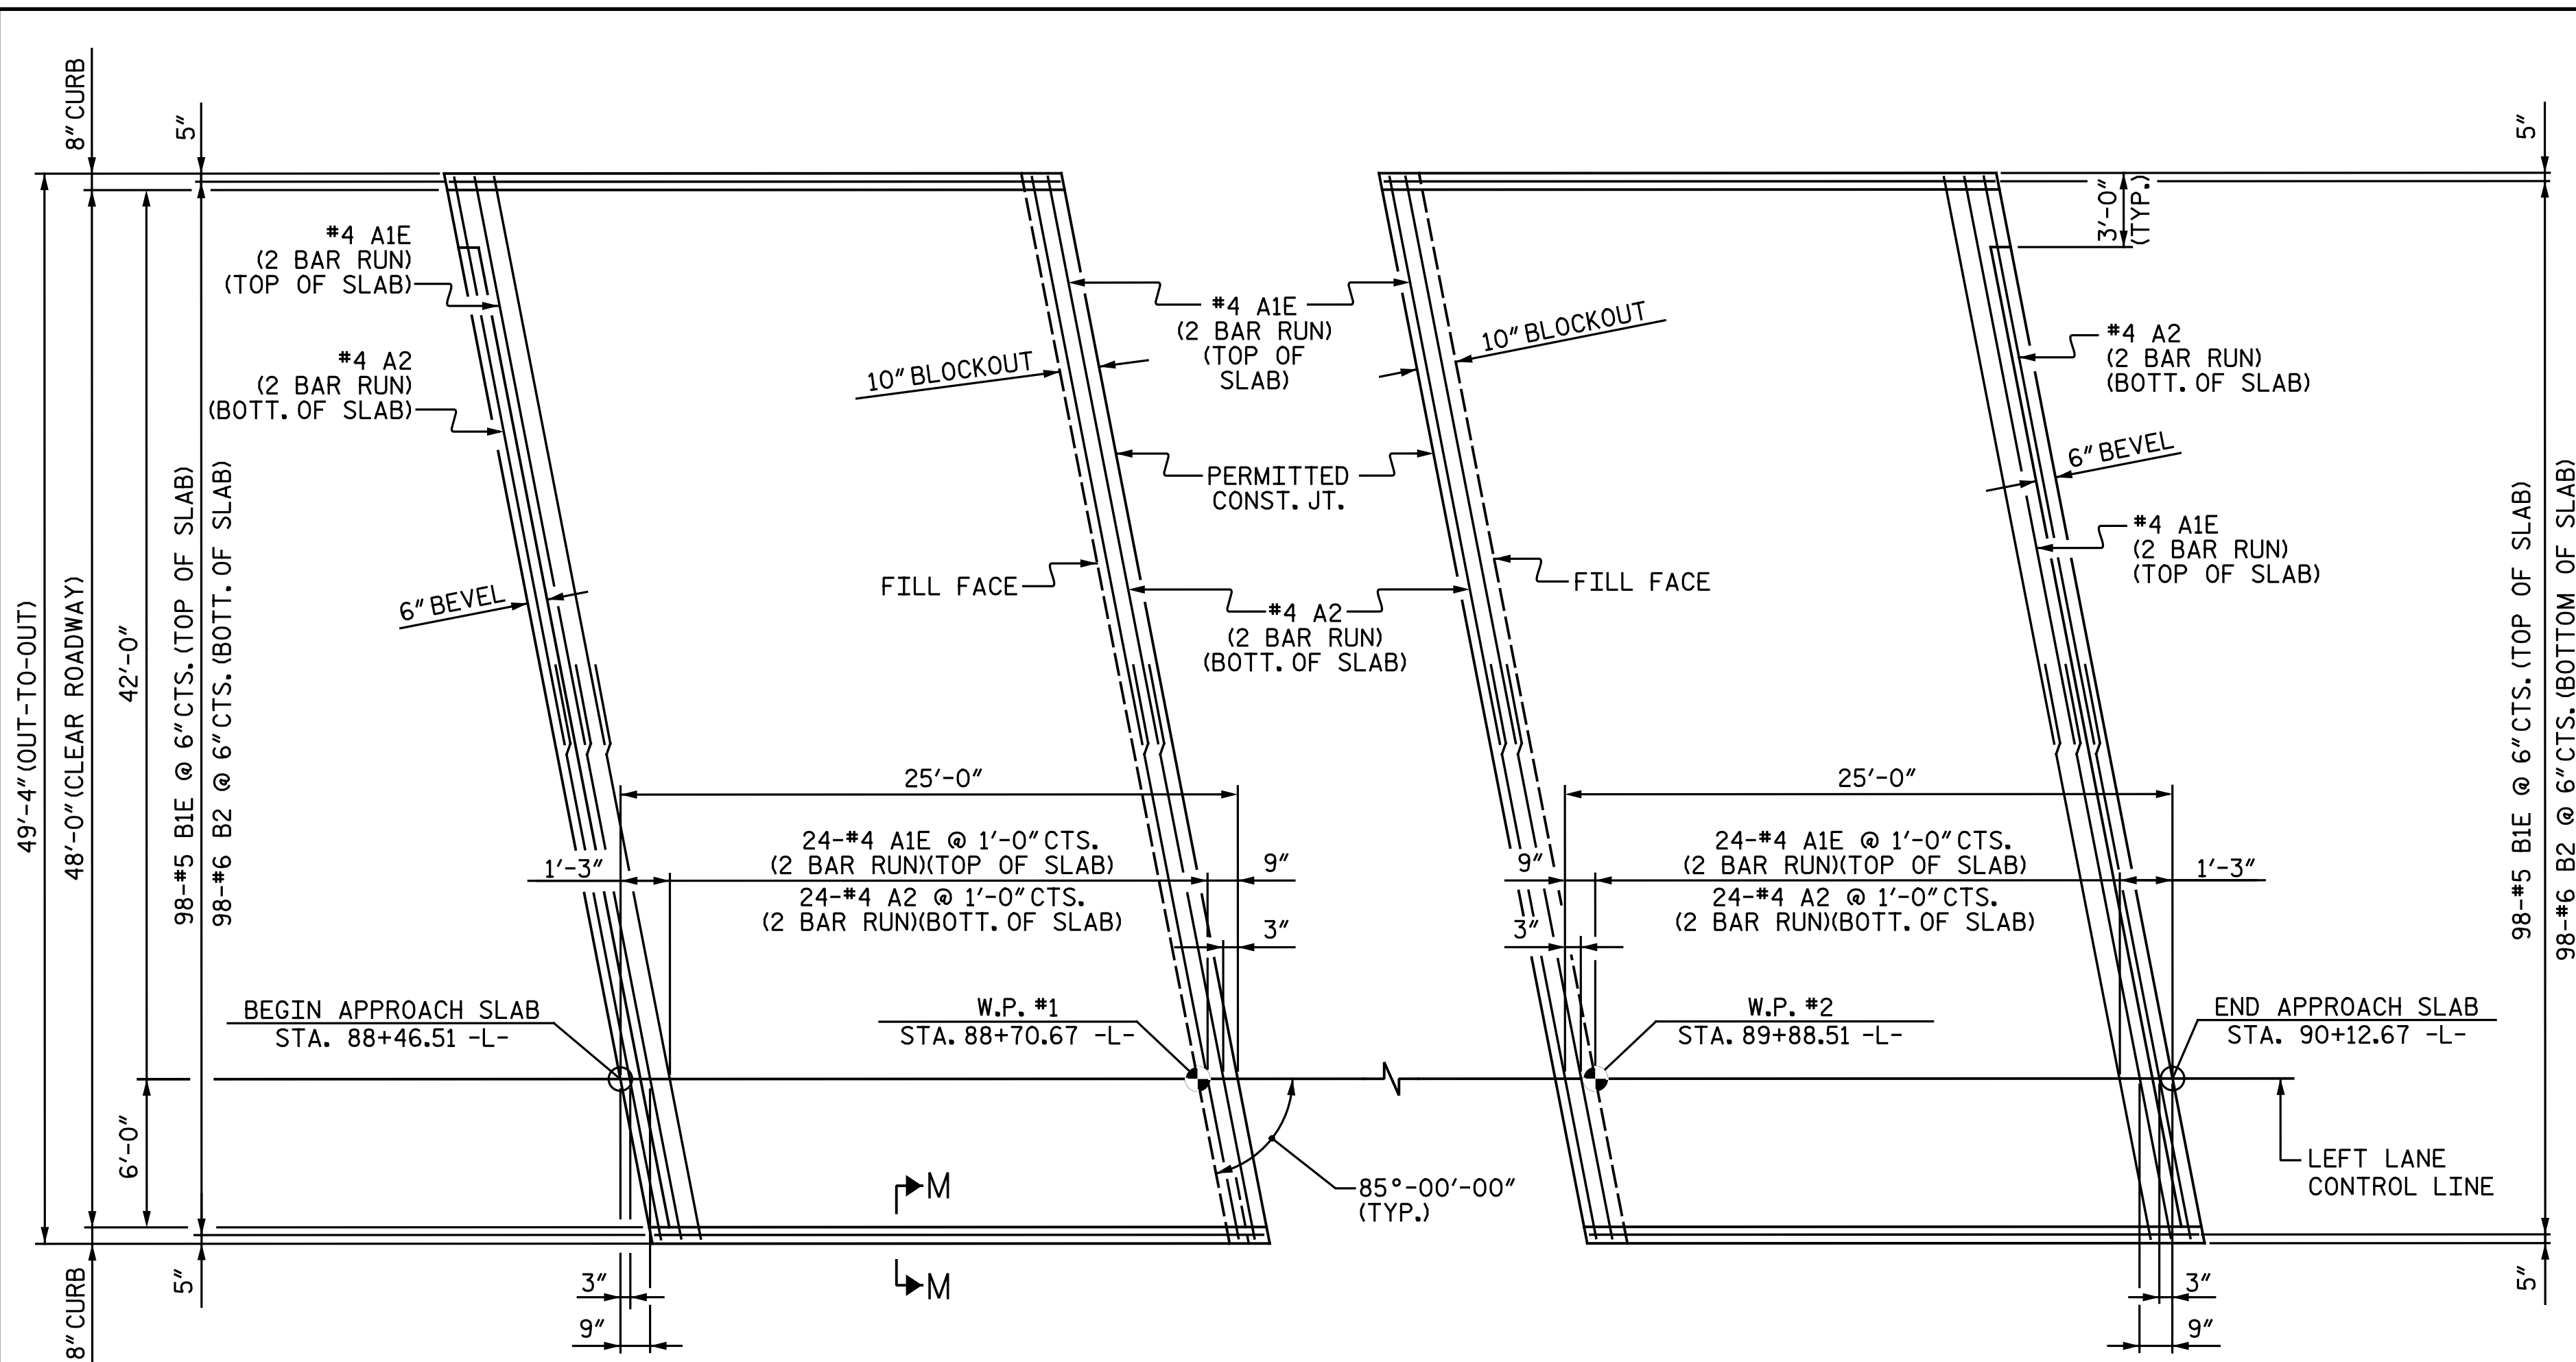 8" CURB
5"
49'-4" (OUT-TO-OUT)
48'-0" (CLEAR ROADWAY)
42'-0"
6'-0"
98-#5 B1E @ 6" CTS. (TOP OF SLAB)
98-#6 B2 @ 6" CTS. (BOTT. OF SLAB)
8" CURB
5"
#4 A1E
(2 BAR RUN)
(TOP OF SLAB)
#4 A2
(2 BAR RUN)
(BOTT. OF SLAB)
6" BEVEL
10" BLOCKOUT
FILL FACE
#4 A1E
(2 BAR RUN)
(TOP OF
SLAB)
PERMITTED
CONST. JT.
#4 A2
(2 BAR RUN)
(BOTT. OF SLAB)
10" BLOCKOUT
FILL FACE
3'-0"
(TYP.)
#4 A2
(2 BAR RUN)
(BOTT. OF SLAB)
6" BEVEL
#4 A1E
(2 BAR RUN)
(TOP OF SLAB)
25'-0"
1'-3"
24-#4 A1E @ 1'-0" CTS.
(2 BAR RUN)(TOP OF SLAB)
24-#4 A2 @ 1'-0" CTS.
(2 BAR RUN)(BOTT. OF SLAB)
9"
3"
25'-0"
9"
24-#4 A1E @ 1'-0" CTS.
(2 BAR RUN)(TOP OF SLAB)
24-#4 A2 @ 1'-0" CTS.
(2 BAR RUN)(BOTT. OF SLAB)
3"
1'-3"
BEGIN APPROACH SLAB
STA. 88+46.51 -L-
W.P. #1
STA. 88+70.67 -L-
W.P. #2
STA. 89+88.51 -L-
END APPROACH SLAB
STA. 90+12.67 -L-
M
M
85°-00'-00"
(TYP.)
LEFT LANE
CONTROL LINE
3"
9"
3"
9"
5"
98-#5 B1E @ 6" CTS. (TOP OF SLAB)
98-#6 B2 @ 6" CTS. (BOTTOM OF SLAB)
5"